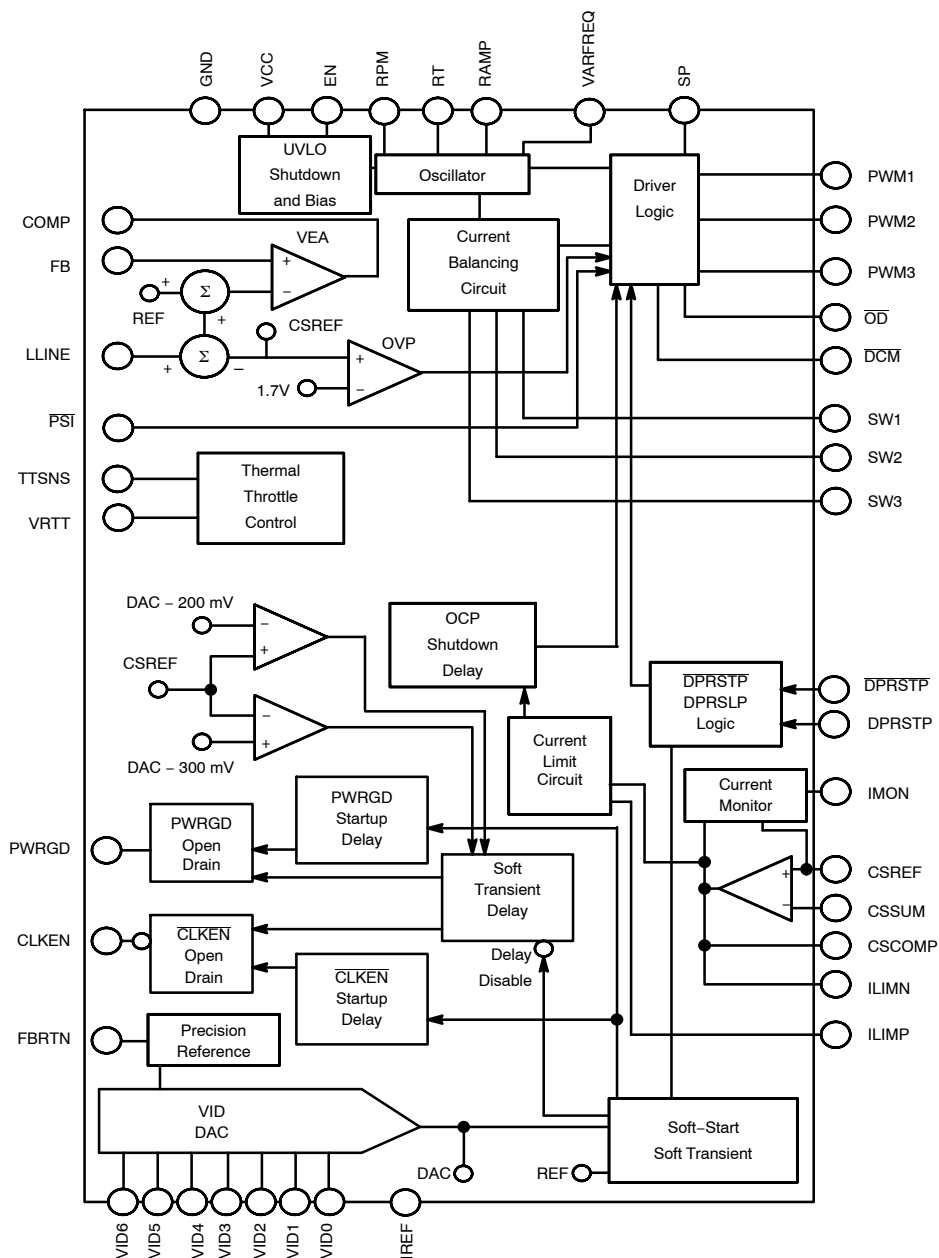 GND
VCC
EN
RPM
RT
RAMP
VARFREQ
SP
UVLO
Shutdown
and Bias
Oscillator
Driver
Logic
PWM1
PWM2
PWM3
OD
DCM
COMP
FB
VEA
+
−
Current
Balancing
Circuit
+
Σ
REF
+
CSREF
LLINE
+
Σ
−
OVP
+
−
1.7V
PSI
SW1
SW2
SW3
TTSNS
VRTT
Thermal
Throttle
Control
DAC − 200 mV
−
+
CSREF
−
+
DAC − 300 mV
OCP
Shutdown
Delay
Current
Limit
Circuit
DPRSTP
DPRSLP
Logic
DPRSTP
DPRSTP
Current
Monitor
IMON
PWRGD
PWRGD
Open
Drain
PWRGD
Startup
Delay
Soft
Transient
Delay
+
−
CSREF
CSSUM
CSCOMP
ILIMN
ILIMP
CLKEN
CLKEN
Open
Drain
CLKEN
Startup
Delay
Delay
Disable
FBRTN
Precision
Reference
VID
DAC
DAC
REF
Soft−Start
Soft Transient
VID6
VID5
VID4
VID3
VID2
VID1
VID0
IREF